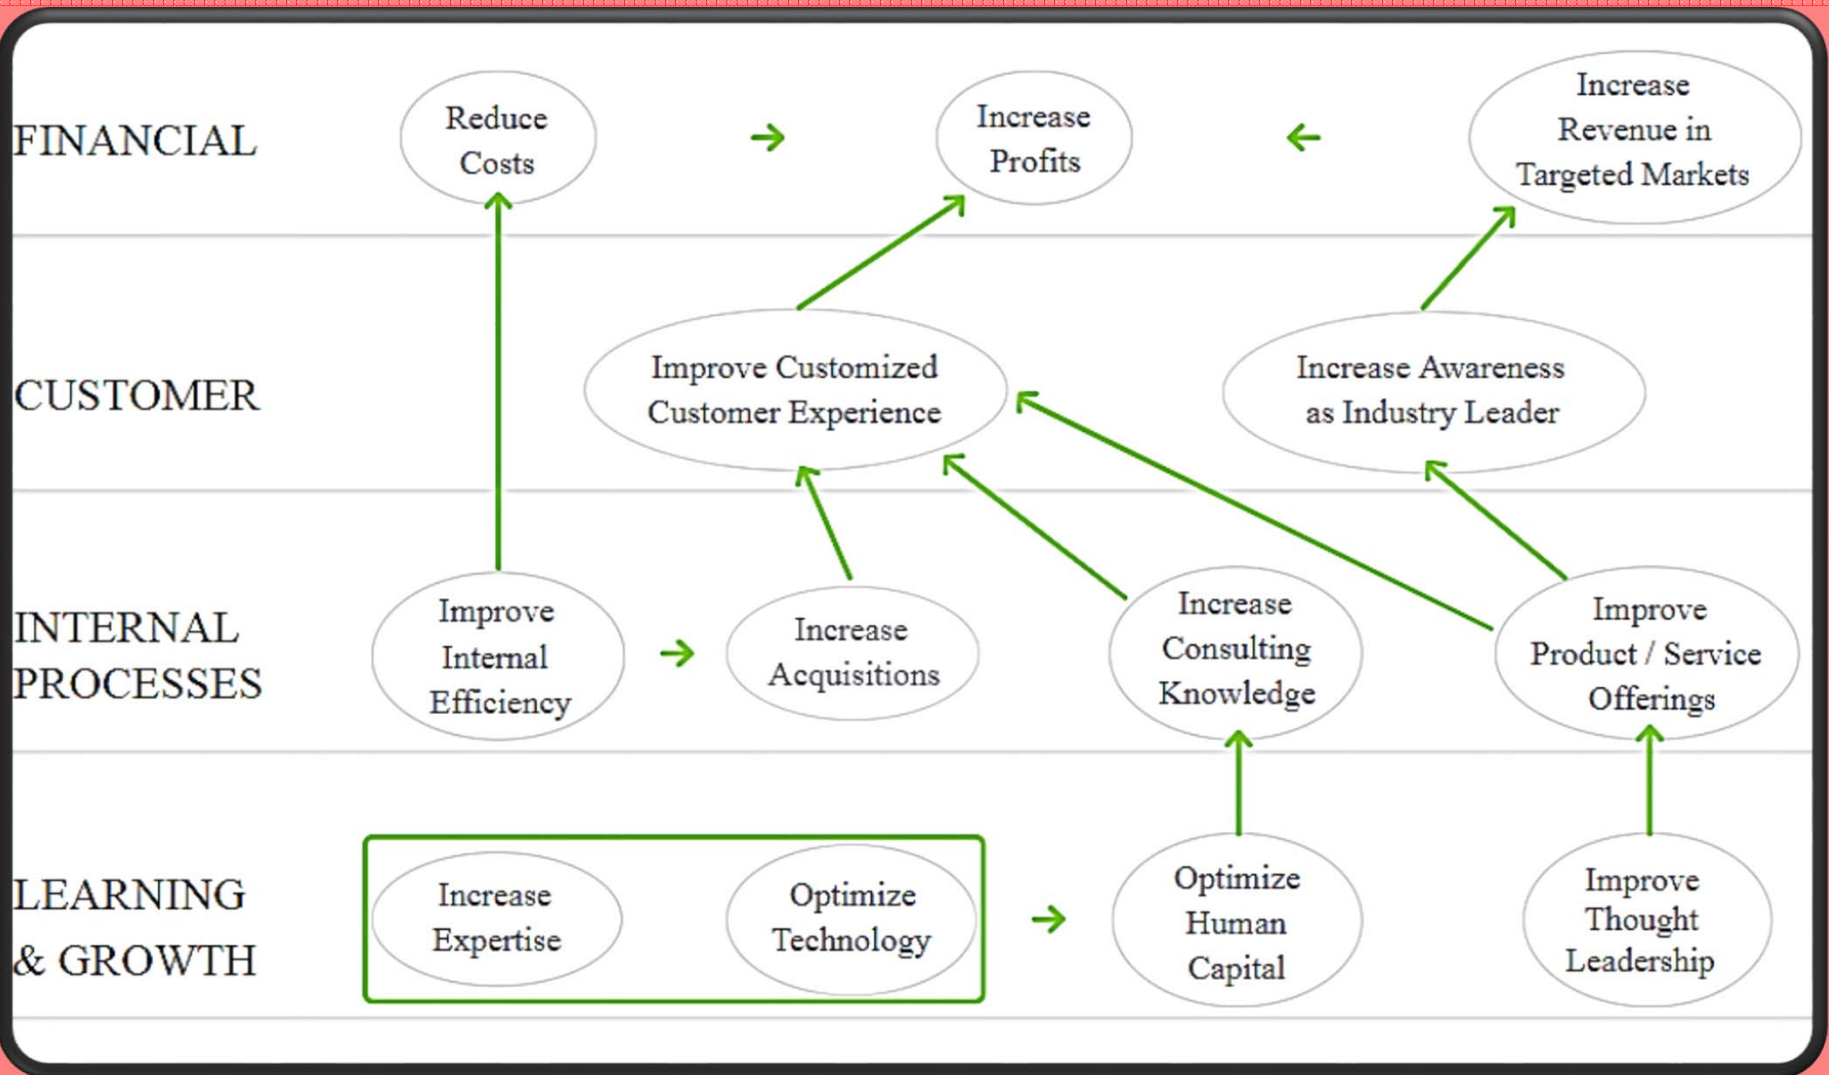 FINANCIAL
Reduce
Costs
Increase
Profits
Increase
Revenue in
Targeted Markets
CUSTOMER
Improve Customized
Customer Experience
Increase Awareness
as Industry Leader
INTERNAL
PROCESSES
Improve
Internal
Efficiency
Increase
Acquisitions
Increase
Consulting
Knowledge
Improve
Product / Service
Offerings
LEARNING
& GROWTH
Increase
Expertise
Optimize
Technology
Optimize
Human
Capital
Improve
Thought
Leadership